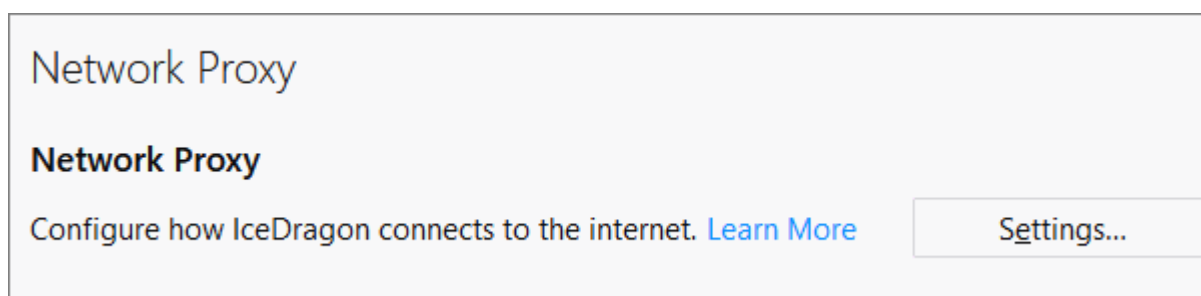 Network Proxy
Network Proxy
Configure how IceDragon connects to the internet. Learn More Settings...